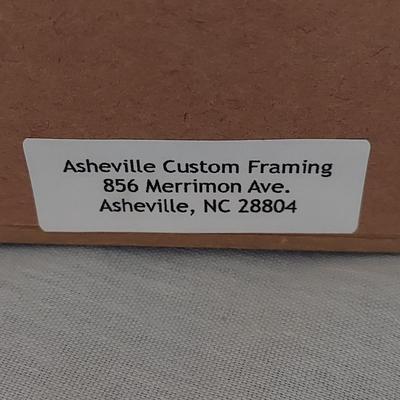 Asheville Custom Framing
856 Merrimon Ave.
Asheville, NC 28804